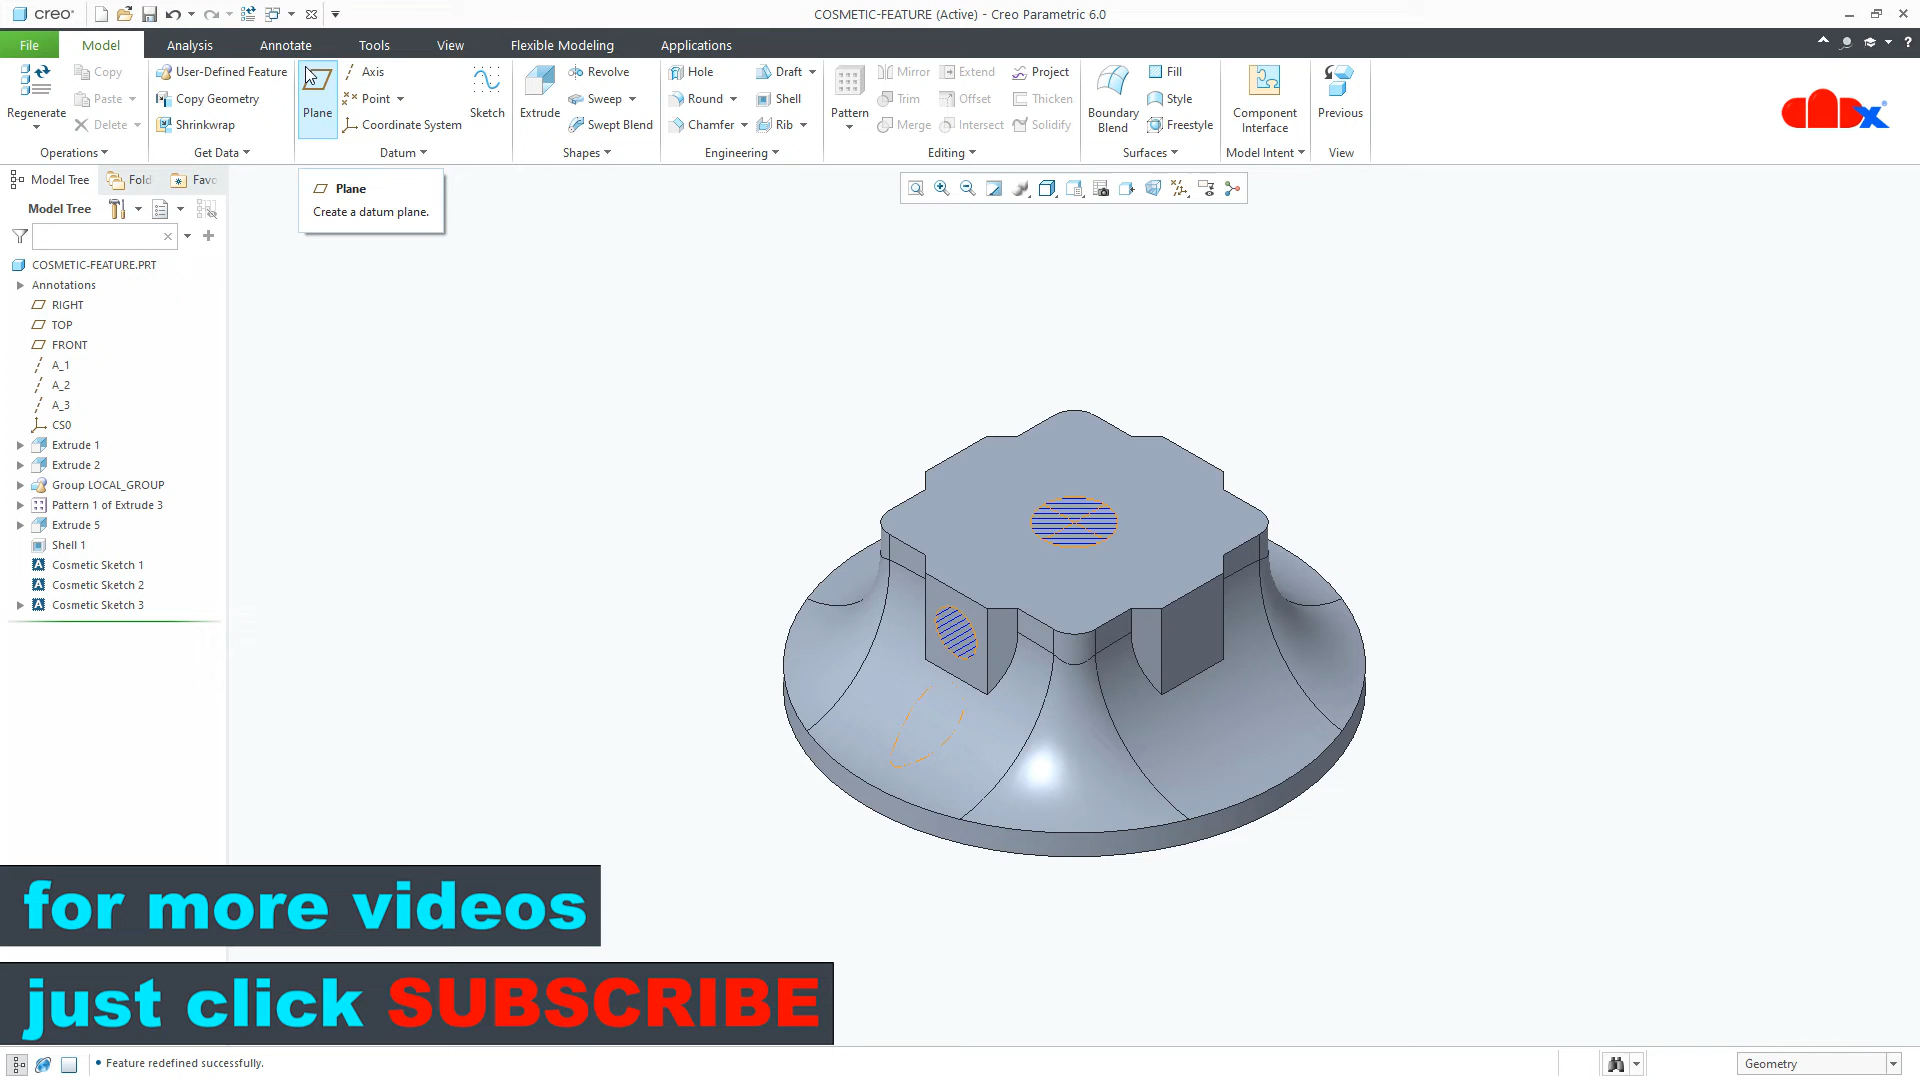 creo
COSMETIC-FEATURE (Active) - Creo Parametric 6.0
File
Model
Analysis
Annotate
Tools
View
Flexible Modeling
Applications
Regenerate
Copy
Paste
Delete
Operations
User-Defined Feature
Copy Geometry
Shrinkwrap
Get Data
Plane
Axis
Point
Coordinate System
Sketch
Datum
Extrude
Revolve
Sweep
Swept Blend
Shapes
Hole
Round
Chamfer
Draft
Shell
Rib
Engineering
Pattern
Mirror
Trim
Merge
Extend
Offset
Intersect
Project
Thicken
Solidify
Editing
Boundary
Blend
Fill
Style
Freestyle
Surfaces
Component
Interface
Model Intent
Previous
View
Model Tree
Fold
Favo
Plane
Create a datum plane.
Model Tree
COSMETIC-FEATURE.PRT
Annotations
RIGHT
TOP
FRONT
A_1
A_2
A_3
CS0
Extrude 1
Extrude 2
Group LOCAL_GROUP
Pattern 1 of Extrude 3
Extrude 5
Shell 1
Cosmetic Sketch 1
Cosmetic Sketch 2
Cosmetic Sketch 3
for more videos
just click SUBSCRIBE
Feature redefined successfully.
Geometry